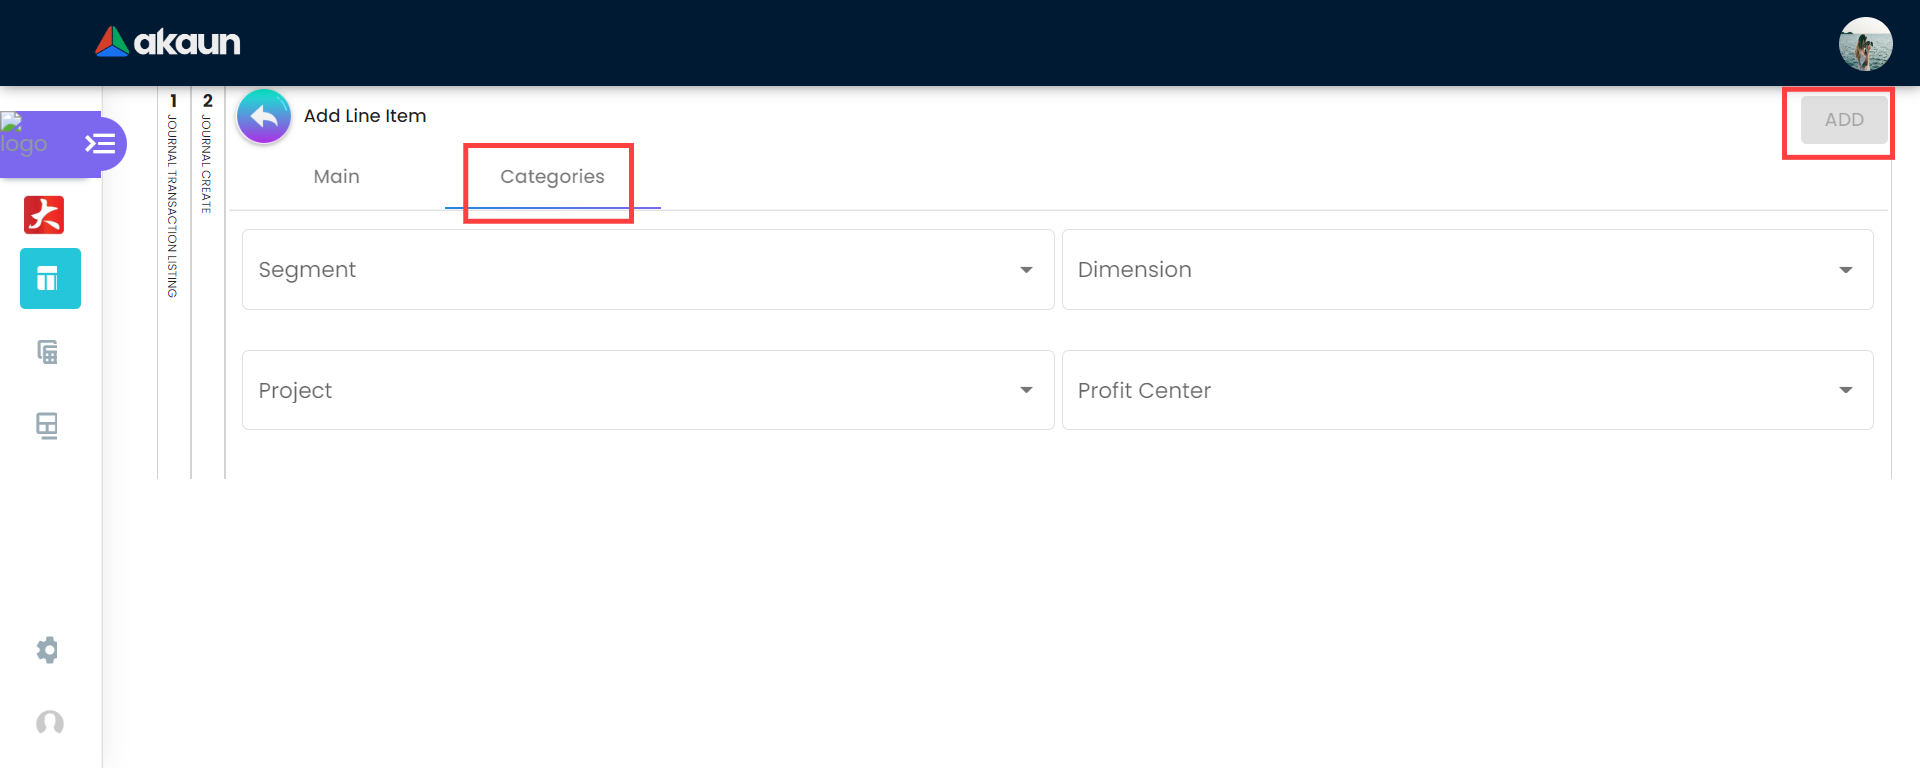 akaun
logo
1
JOURNAL TRANSACTION LISTING
2
JOURNAL CREATE
Add Line Item
ADD
Main
Categories
Segment
Dimension
Project
Profit Center